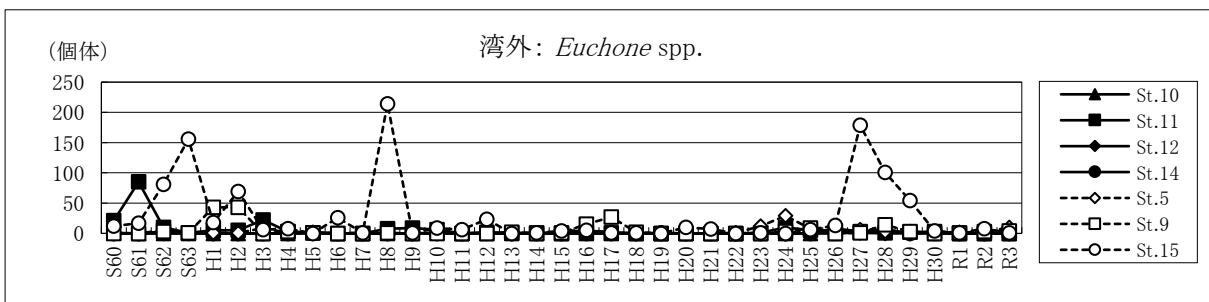 湾外: Euchone spp.
(個体)
250
200
150
100
50
0
S60 S61 S62 S63 H1 H2 H3 H4 H5 H6 H7 H8 H9 H10 H11 H12 H13 H14 H15 H16 H17 H18 H19 H20 H21 H22 H23 H24 H25 H26 H27 H28 H29 H30 R1 R2 R3
St.10
St.11
St.12
St.14
St.5
St.9
St.15